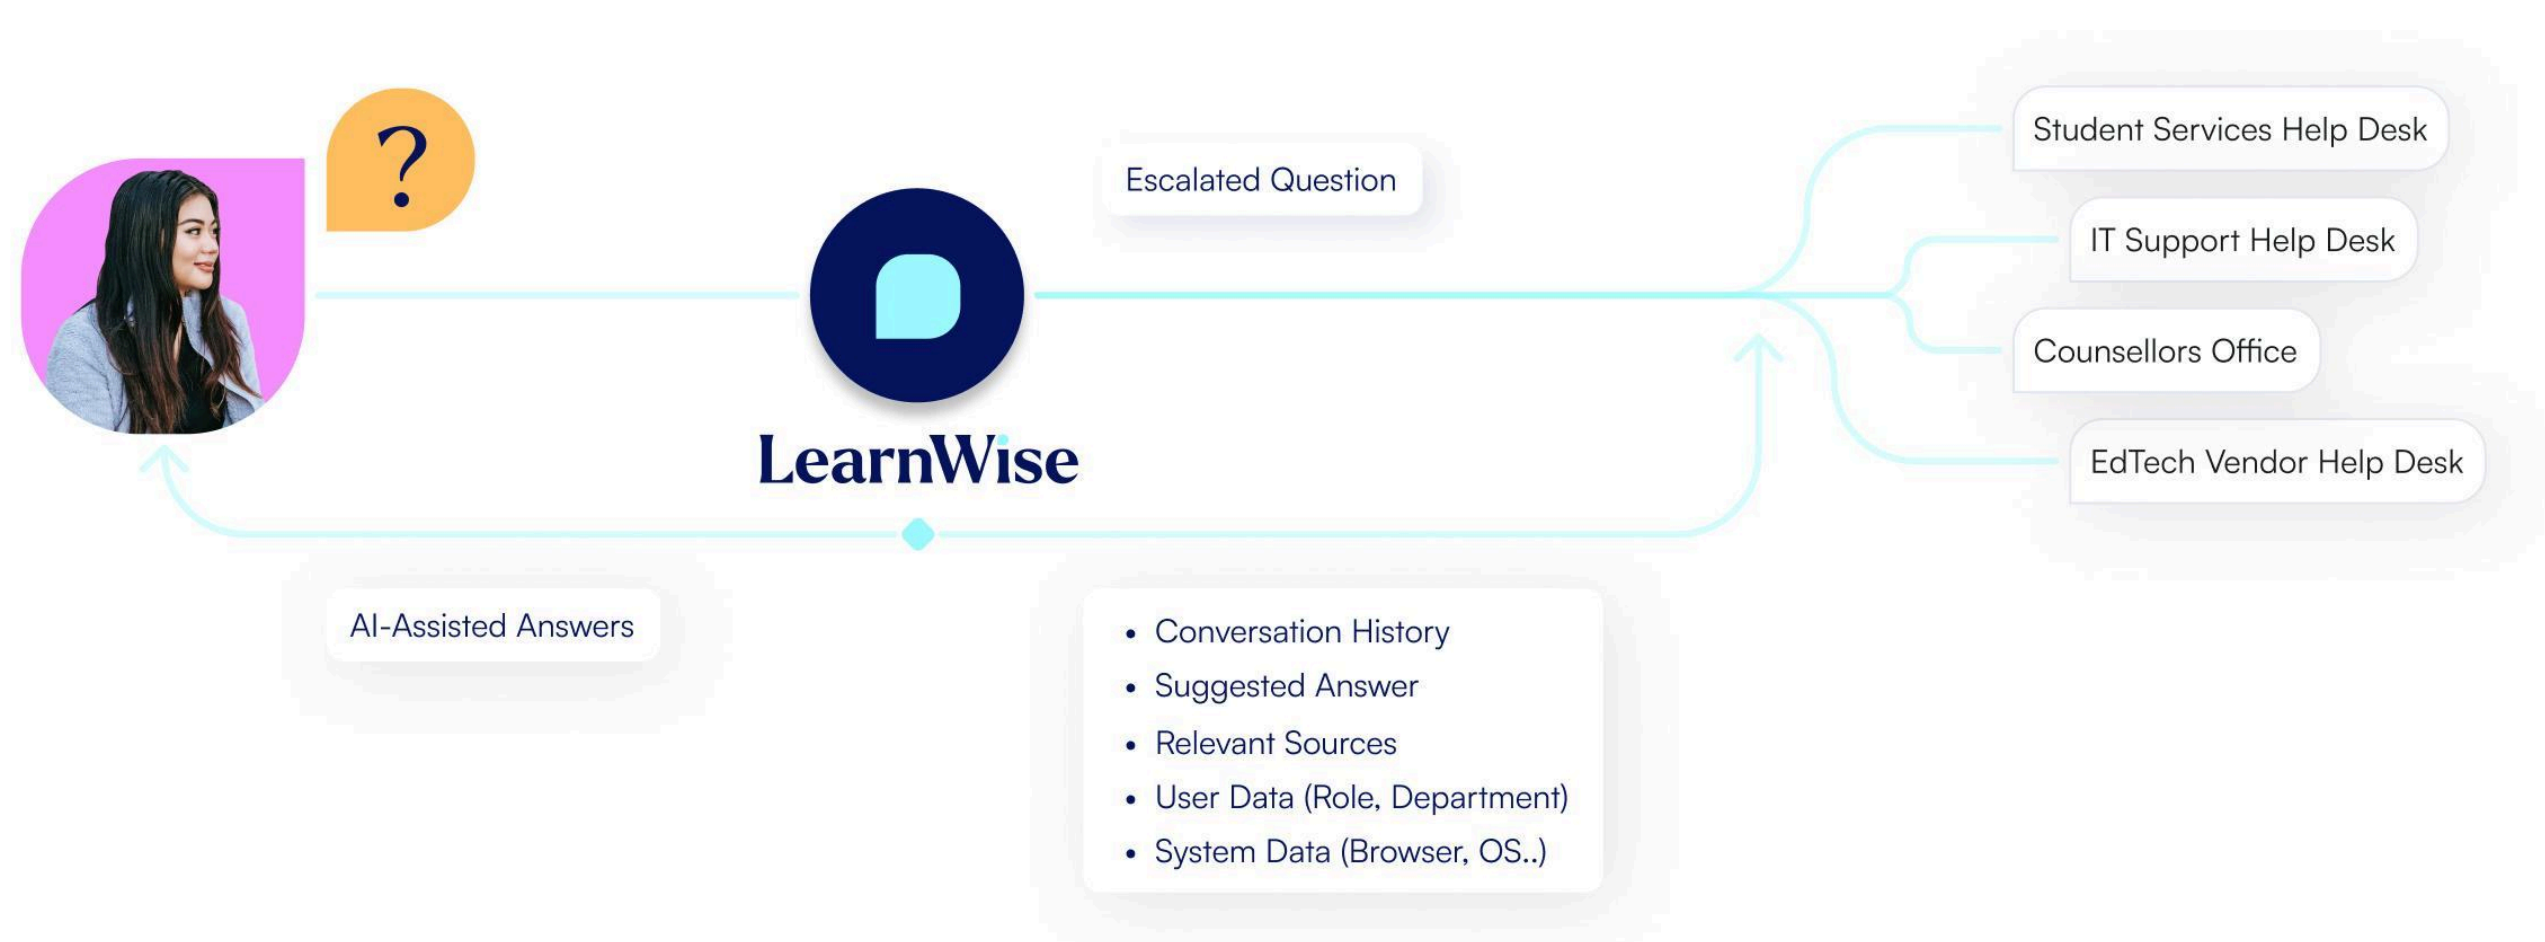 ?
Escalated Question
LearnWise
Student Services Help Desk
IT Support Help Desk
Counsellors Office
EdTech Vendor Help Desk
AI-Assisted Answers
• Conversation History
• Suggested Answer
• Relevant Sources
• User Data (Role, Department)
• System Data (Browser, OS..)